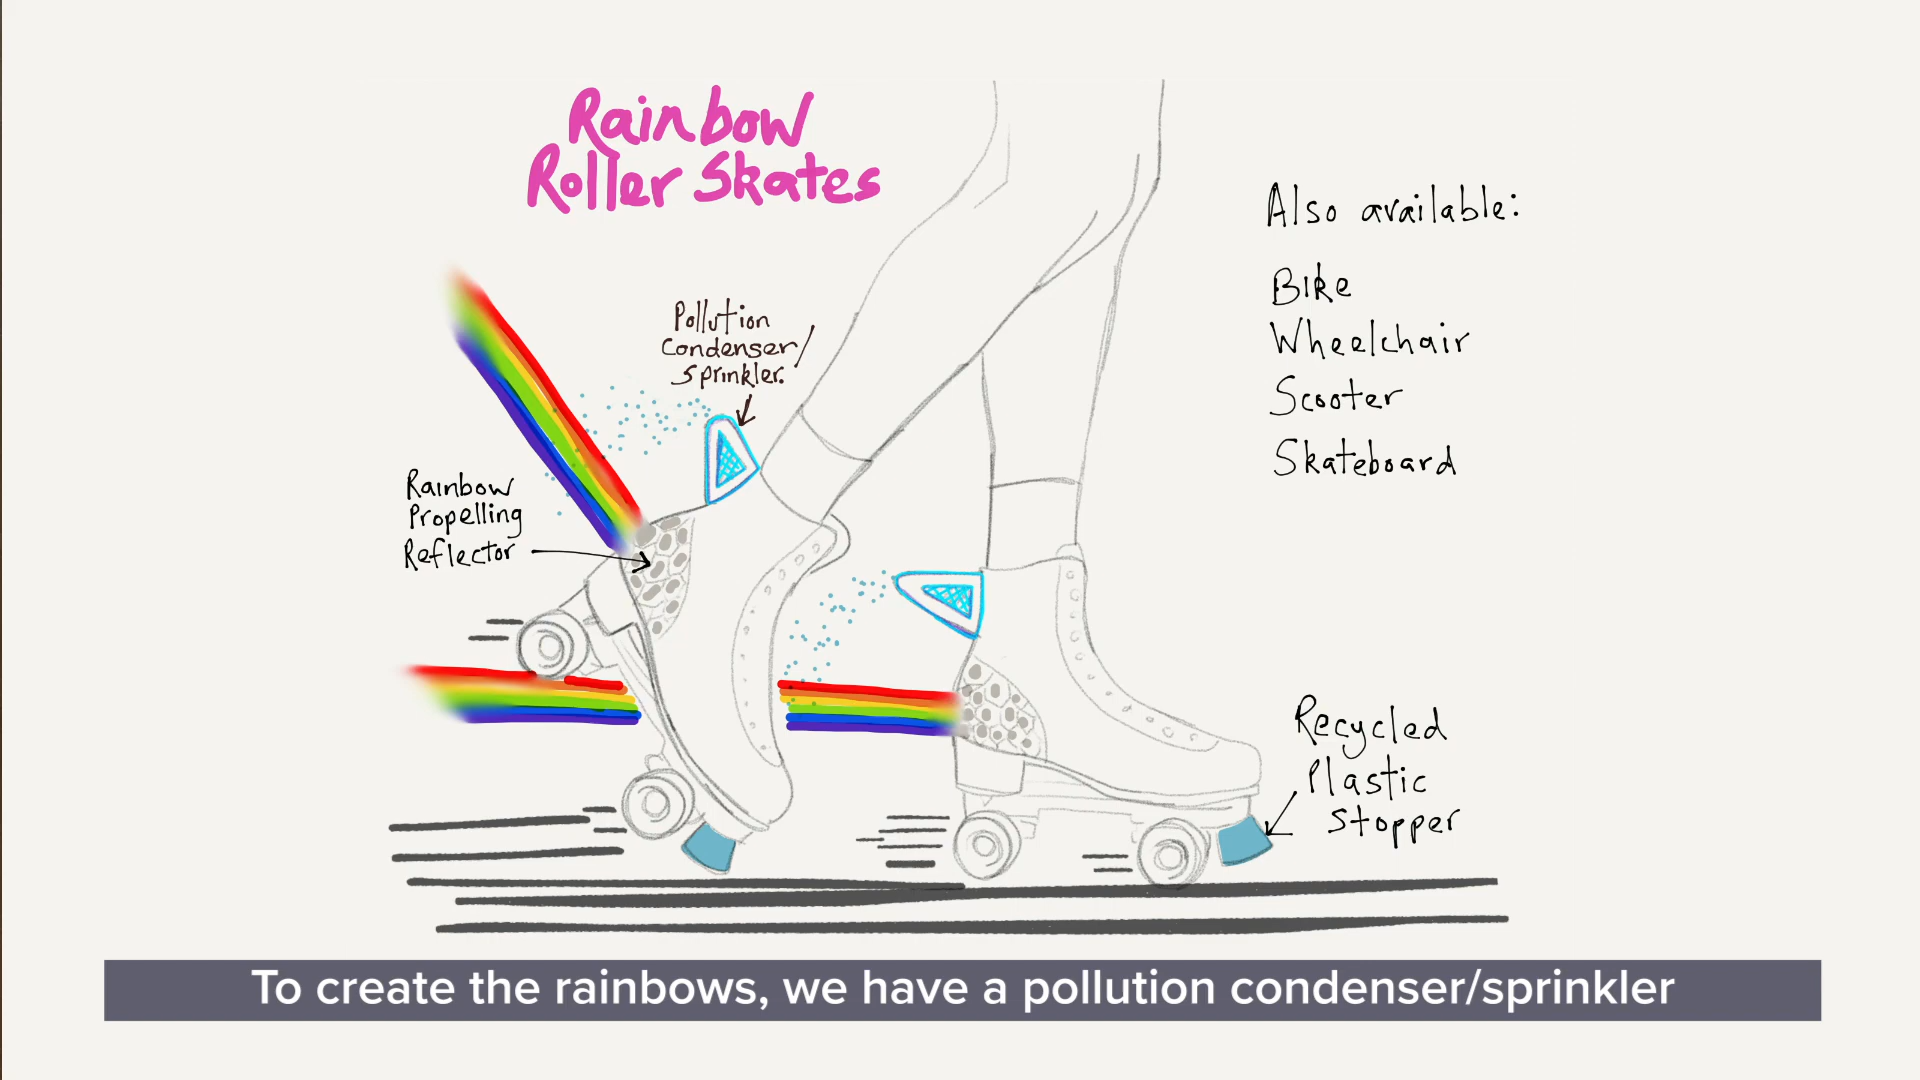 Rainbow
Roller Skates
Pollution
Condenser/
Sprinkler.
Rainbow
Propelling
Reflector
Also available:
Bike
Wheelchair
Scooter
Skateboard
Recycled
Plastic
Stopper
To create the rainbows, we have a pollution condenser/sprinkler